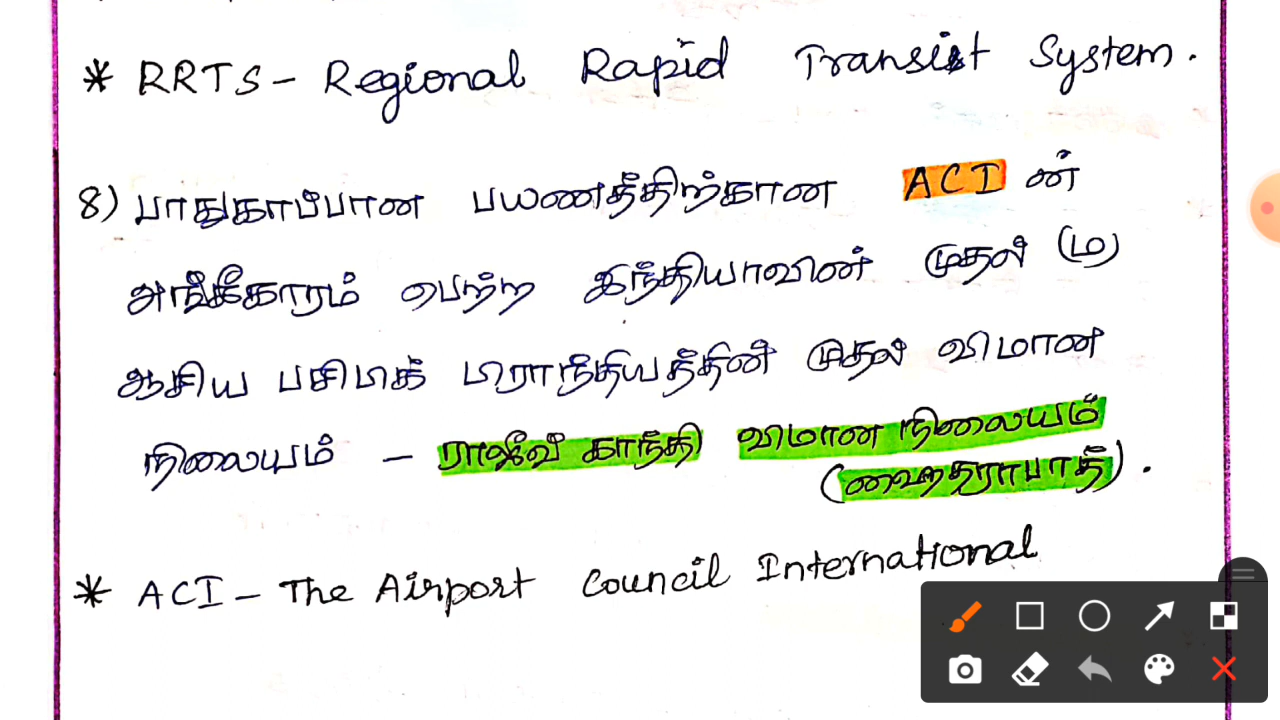 * RRTS - Regional Rapid Transist System.
8) பாதுகாப்பான பயணத்திற்கான ACI ன்
அங்கீகாரம் பெற்ற இந்தியாவின் முதல் (ம)
ஆசிய பசிபிக் பிராந்தியத்தின் முதல் விமான
நிலையம் - ராஜீவ் காந்தி விமான நிலையம்
(ஹைதராபாத்).
* ACI - The Airport Council International